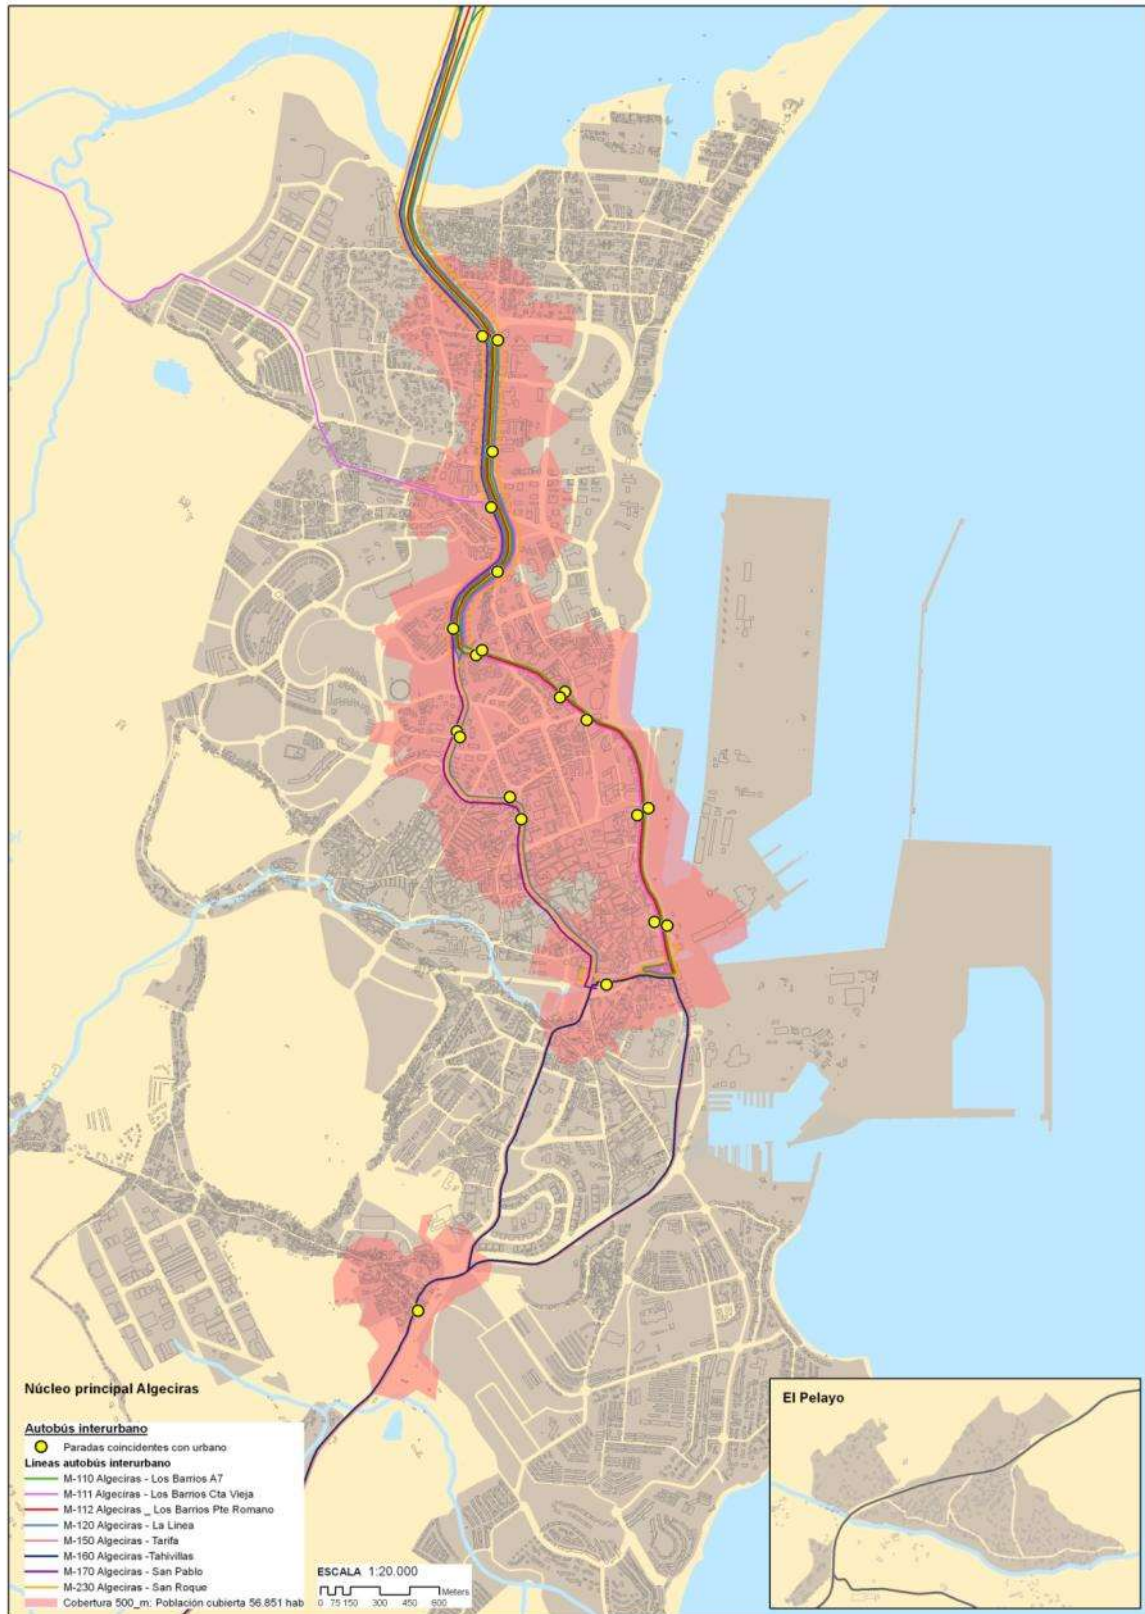 El Pelayo
Núcleo principal Algeciras
Autobús interurbano
Paradas coincidentes con urbano
Líneas autobús interurbano
M-110 Algeciras - Los Barrios A7
M-111 Algeciras - Los Barrios Cta Vieja
M-112 Algeciras _ Los Barrios Pte Romano
M-120 Algeciras - La Linea
M-150 Algeciras - Tarifa
M-160 Algeciras -Tahivillas
M-170 Algeciras - San Pablo
M-230 Algeciras - San Roque
Cobertura 500_m: Población cubierta 56.851 hab
ESCALA 1:20.000
Meters
0 75 150 300 450 600